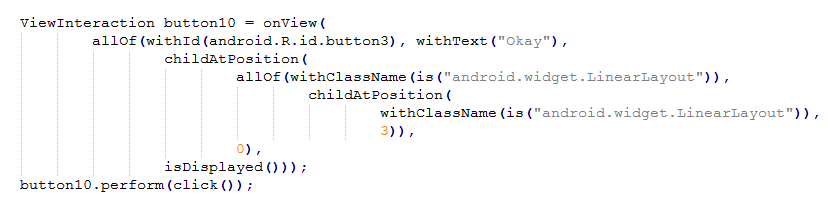 ViewInteraction button10 = onView(
        allOf(withId(android.R.id.button3), withText("Okay"),
                childAtPosition(
                        allOf(withClassName(is("android.widget.LinearLayout")),
                                childAtPosition(
                                        withClassName(is("android.widget.LinearLayout")),
                                        3)),
                        0),
                isDisplayed()));
button10.perform(click());